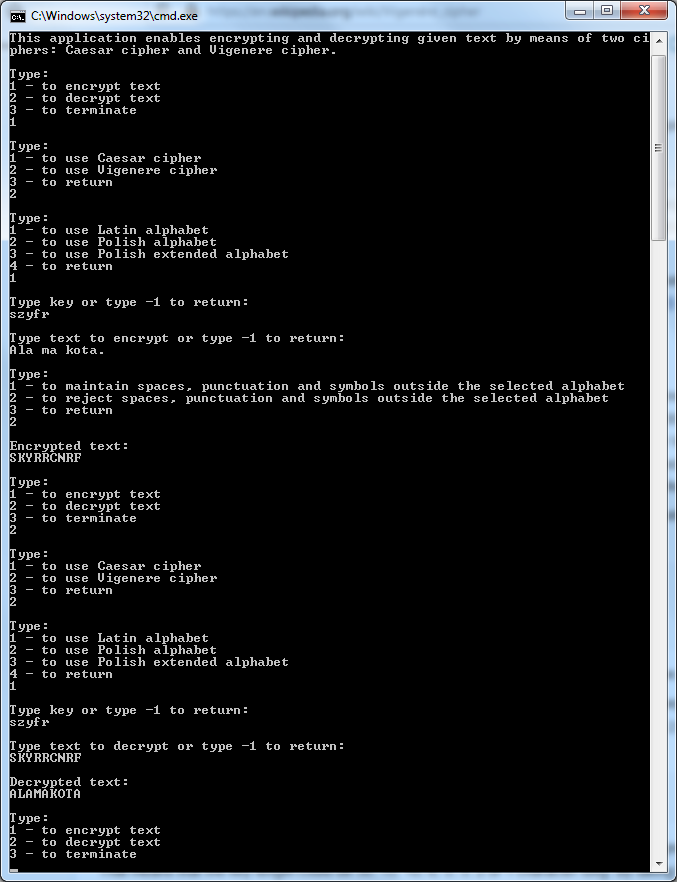 C:\Windows\system32\cmd.exe
This application enables encrypting and decrypting given text by means of two ci
phers: Caesar cipher and Vigenere cipher.
Type:
1 - to encrypt text
2 - to decrypt text
3 - to terminate
1
Type:
1 - to use Caesar cipher
2 - to use Vigenere cipher
3 - to return
2
Type:
1 - to use Latin alphabet
2 - to use Polish alphabet
3 - to use Polish extended alphabet
4 - to return
1
Type key or type -1 to return:
szyfr
Type text to encrypt or type -1 to return:
Ala ma kota.
Type:
1 - to maintain spaces, punctuation and symbols outside the selected alphabet
2 - to reject spaces, punctuation and symbols outside the selected alphabet
3 - to return
2
Encrypted text:
SKYRRCNRF
Type:
1 - to encrypt text
2 - to decrypt text
3 - to terminate
2
Type:
1 - to use Caesar cipher
2 - to use Vigenere cipher
3 - to return
2
Type:
1 - to use Latin alphabet
2 - to use Polish alphabet
3 - to use Polish extended alphabet
4 - to return
1
Type key or type -1 to return:
szyfr
Type text to decrypt or type -1 to return:
SKYRRCNRF
Decrypted text:
ALAMAKOTA
Type:
1 - to encrypt text
2 - to decrypt text
3 - to terminate